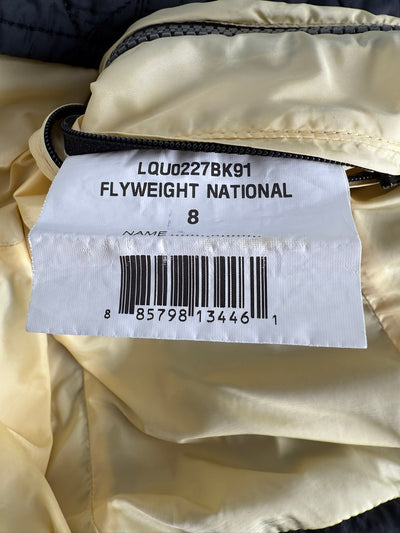 LQU0227BK91
FLYWEIGHT NATIONAL
8
NAME
8 85798 13446 1